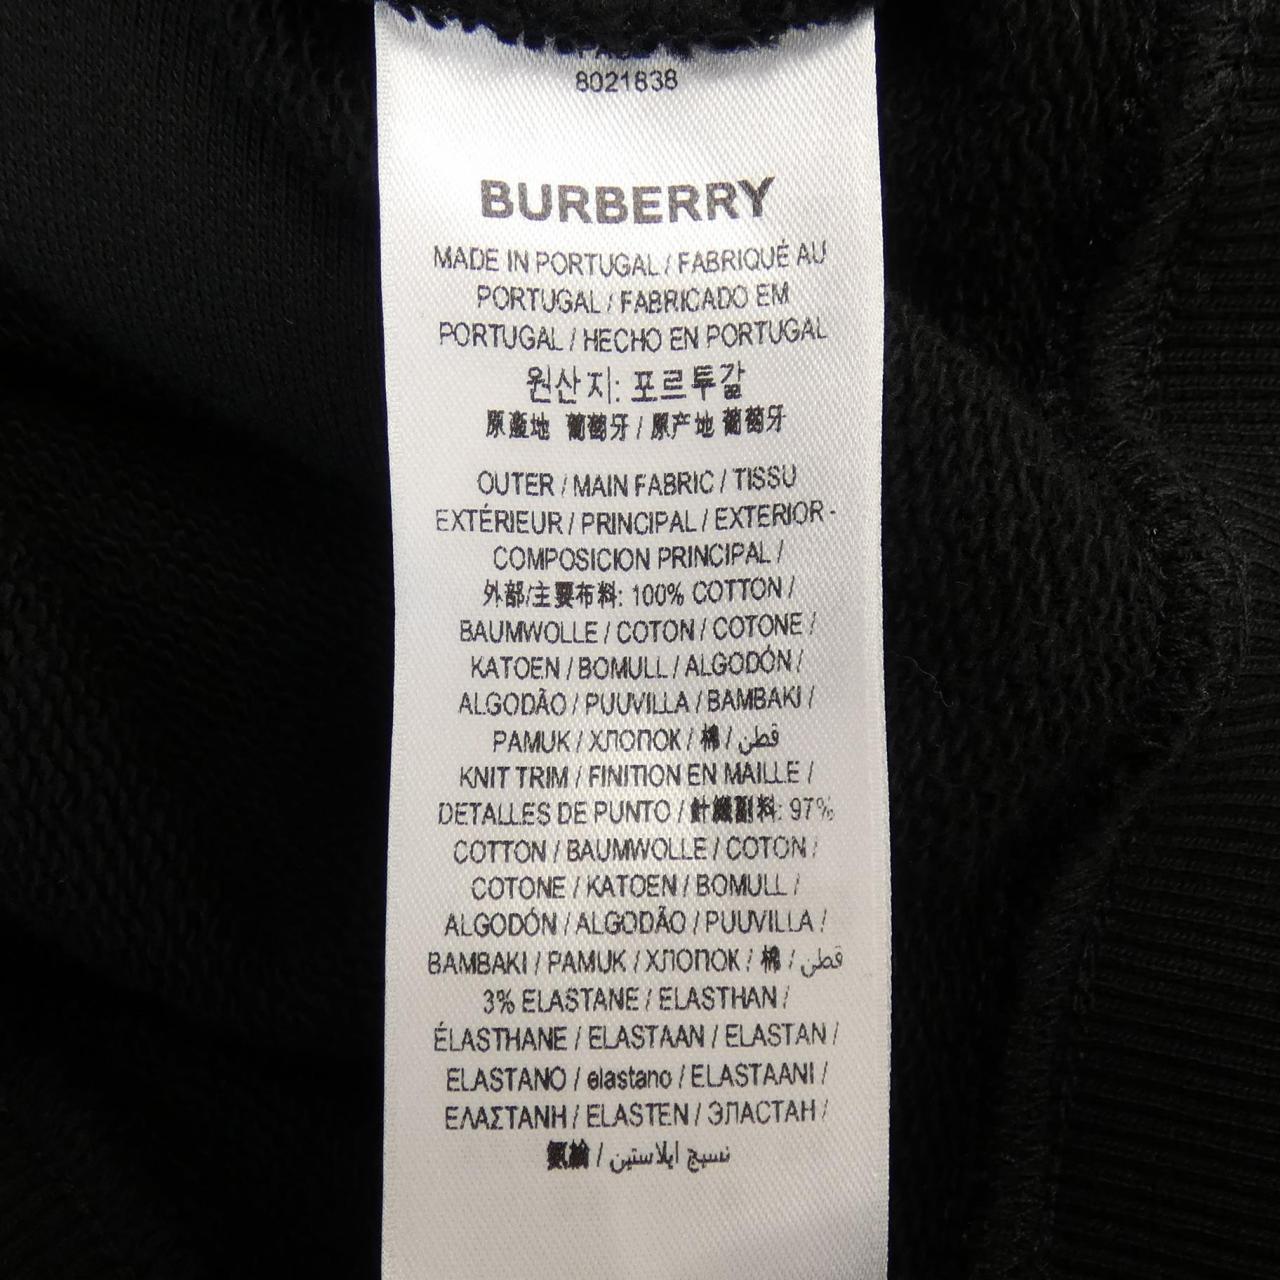 8021838
BURBERRY
MADE IN PORTUGAL / FABRIQUÉ AU
PORTUGAL / FABRICADO EM
PORTUGAL / HECHO EN PORTUGAL
원산지: 포르투갈
原產地 葡萄牙 / 原产地 葡萄牙
OUTER / MAIN FABRIC / TISSU
EXTÉRIEUR / PRINCIPAL / EXTERIOR -
COMPOSICION PRINCIPAL /
外部/主要布料: 100% COTTON /
BAUMWOLLE / COTON / COTONE /
KATOEN / BOMULL / ALGODÓN /
ALGODÃO / PUUVILLA / BAMBAKI /
PAMUK / ХЛОПОК / 棉 / قطن
KNIT TRIM / FINITION EN MAILLE /
DETALLES DE PUNTO / 針織副料: 97%
COTTON / BAUMWOLLE / COTON /
COTONE / KATOEN / BOMULL /
ALGODÓN / ALGODÃO / PUUVILLA /
BAMBAKI / PAMUK / ХЛОПОК / 棉 / قطن
3% ELASTANE / ELASTHAN /
ÉLASTHANE / ELASTAAN / ELASTAN /
ELASTANO / elastano / ELASTAANI /
ΕΛΑΣΤΑΝΗ / ELASTEN / ЭЛАСТАН /
氨綸 / نسيج ايلاستين